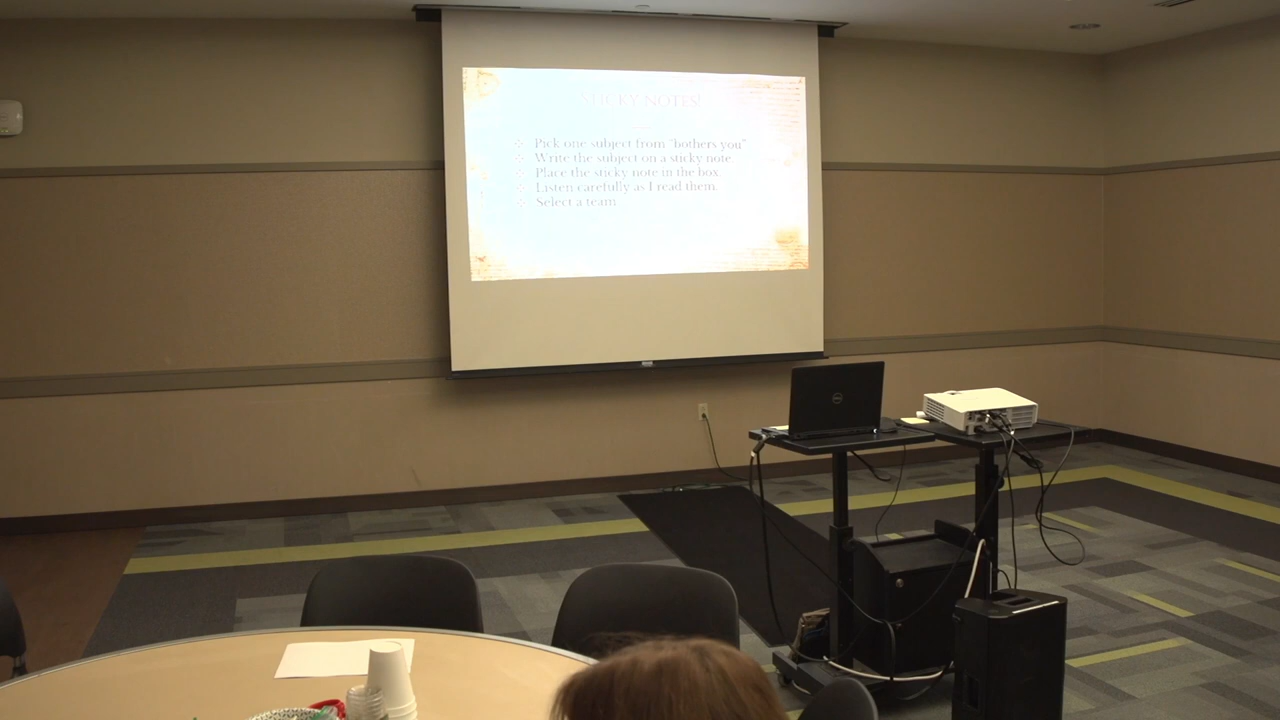 STICKY NOTES!
Pick one subject from "bothers you"
Write the subject on a sticky note
Place the sticky note in the box
Listen carefully as I read them.
Select a team
DELL